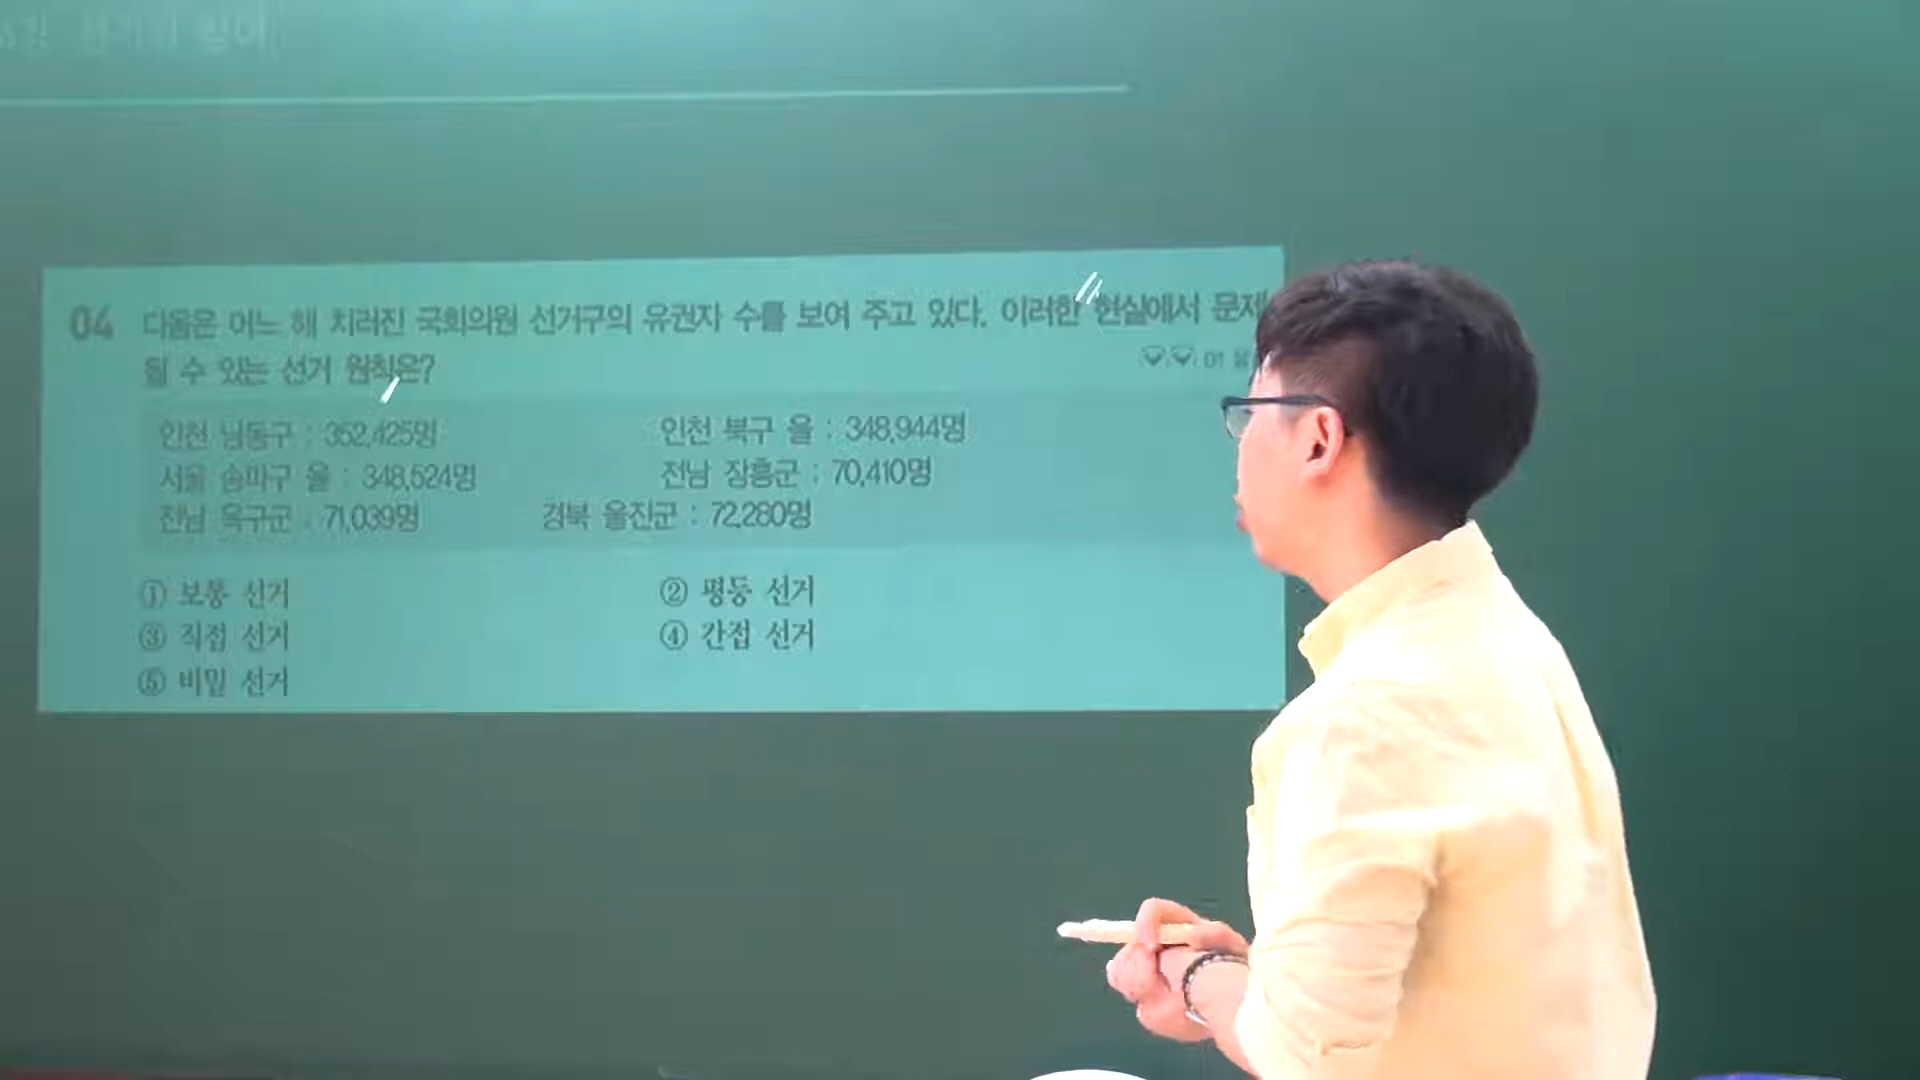 04 다음은 어느 해 치러진 국회의원 선거구의 유권자 수를 보여 주고 있다. 이러한 현실에서 문제
될 수 있는 선거 원칙은?
01
인천 남동구 : 352,425명 인천 북구 을 : 348,944명
서울 송파구 을 : 348,524명 전남 장흥군 : 70,410명
전남 옥구군 : 71,039명 경북 울진군 : 72,280명
① 보통 선거 ② 평등 선거
③ 직접 선거 ④ 간접 선거
⑤ 비밀 선거